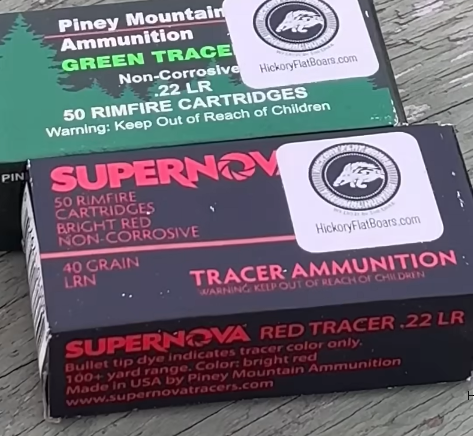 Piney Mountain
Ammunition
GREEN TRACE
Non-Corrosive
.22 LR
50 RIMFIRE CARTRIDGES
Warning: Keep Out of Reach of Children
HickoryFlatBoars.com
PIN
SUPERNOV
50 RIMFIRE
CARTRIDGES
BRIGHT RED
NON-CORROSIVE
40 GRAIN
LRN
HickoryFlatBoars.com
TRACER AMMUNITION
WARNING: KEEP OUT OF REACH OF CHILDREN
SUPERNOVA RED TRACER .22 LR
Bullet tip dye indicates tracer color only.
100+ yard range. Color: bright red
Made in USA by Piney Mountain Ammunition
www.supernovatracers.com
H